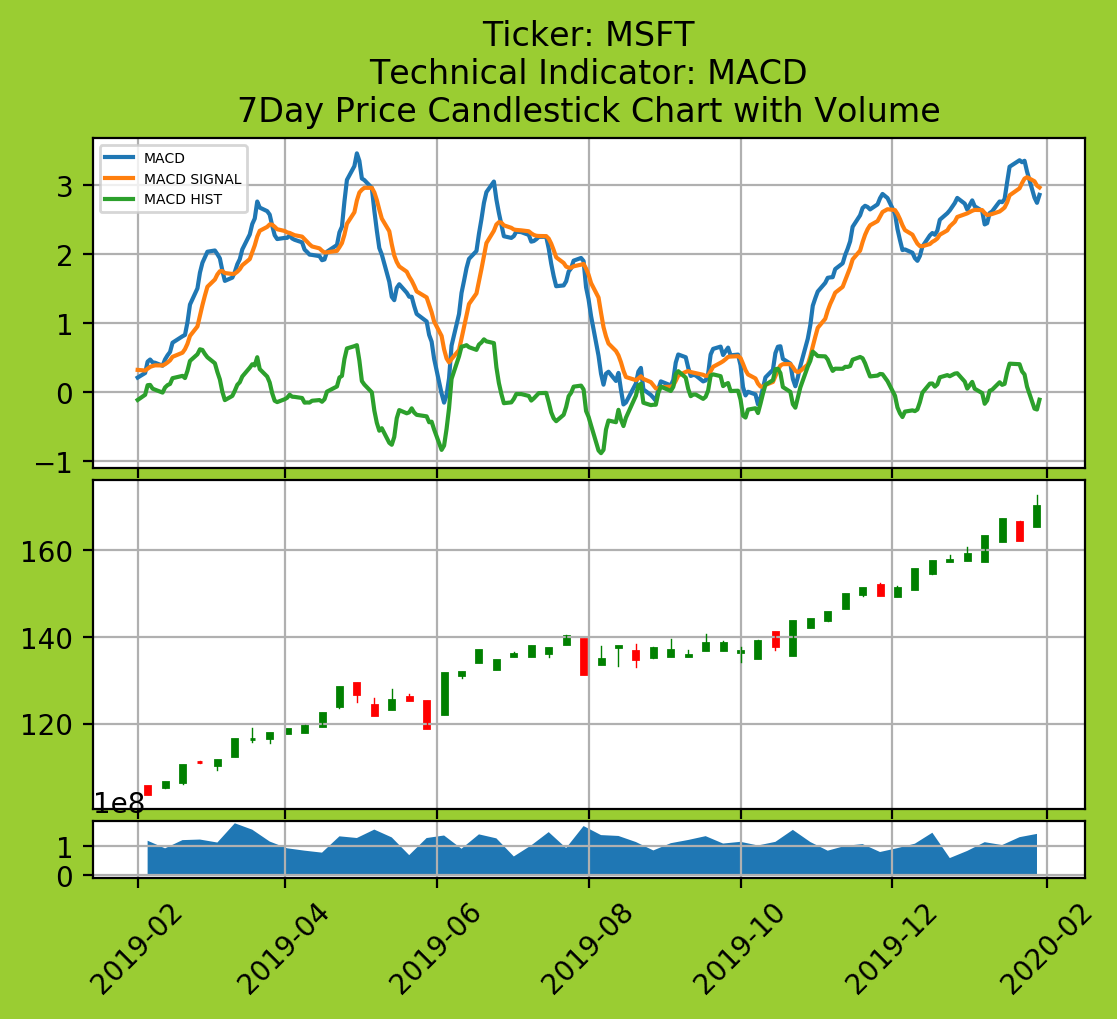 Ticker: MSFT
Technical Indicator: MACD
7Day Price Candlestick Chart with Volume
MACD
MACD SIGNAL
MACD HIST
3
2
1
0
−1
160
140
120
1e8
1
0
2019-02
2019-04
2019-06
2019-08
2019-10
2019-12
2020-02